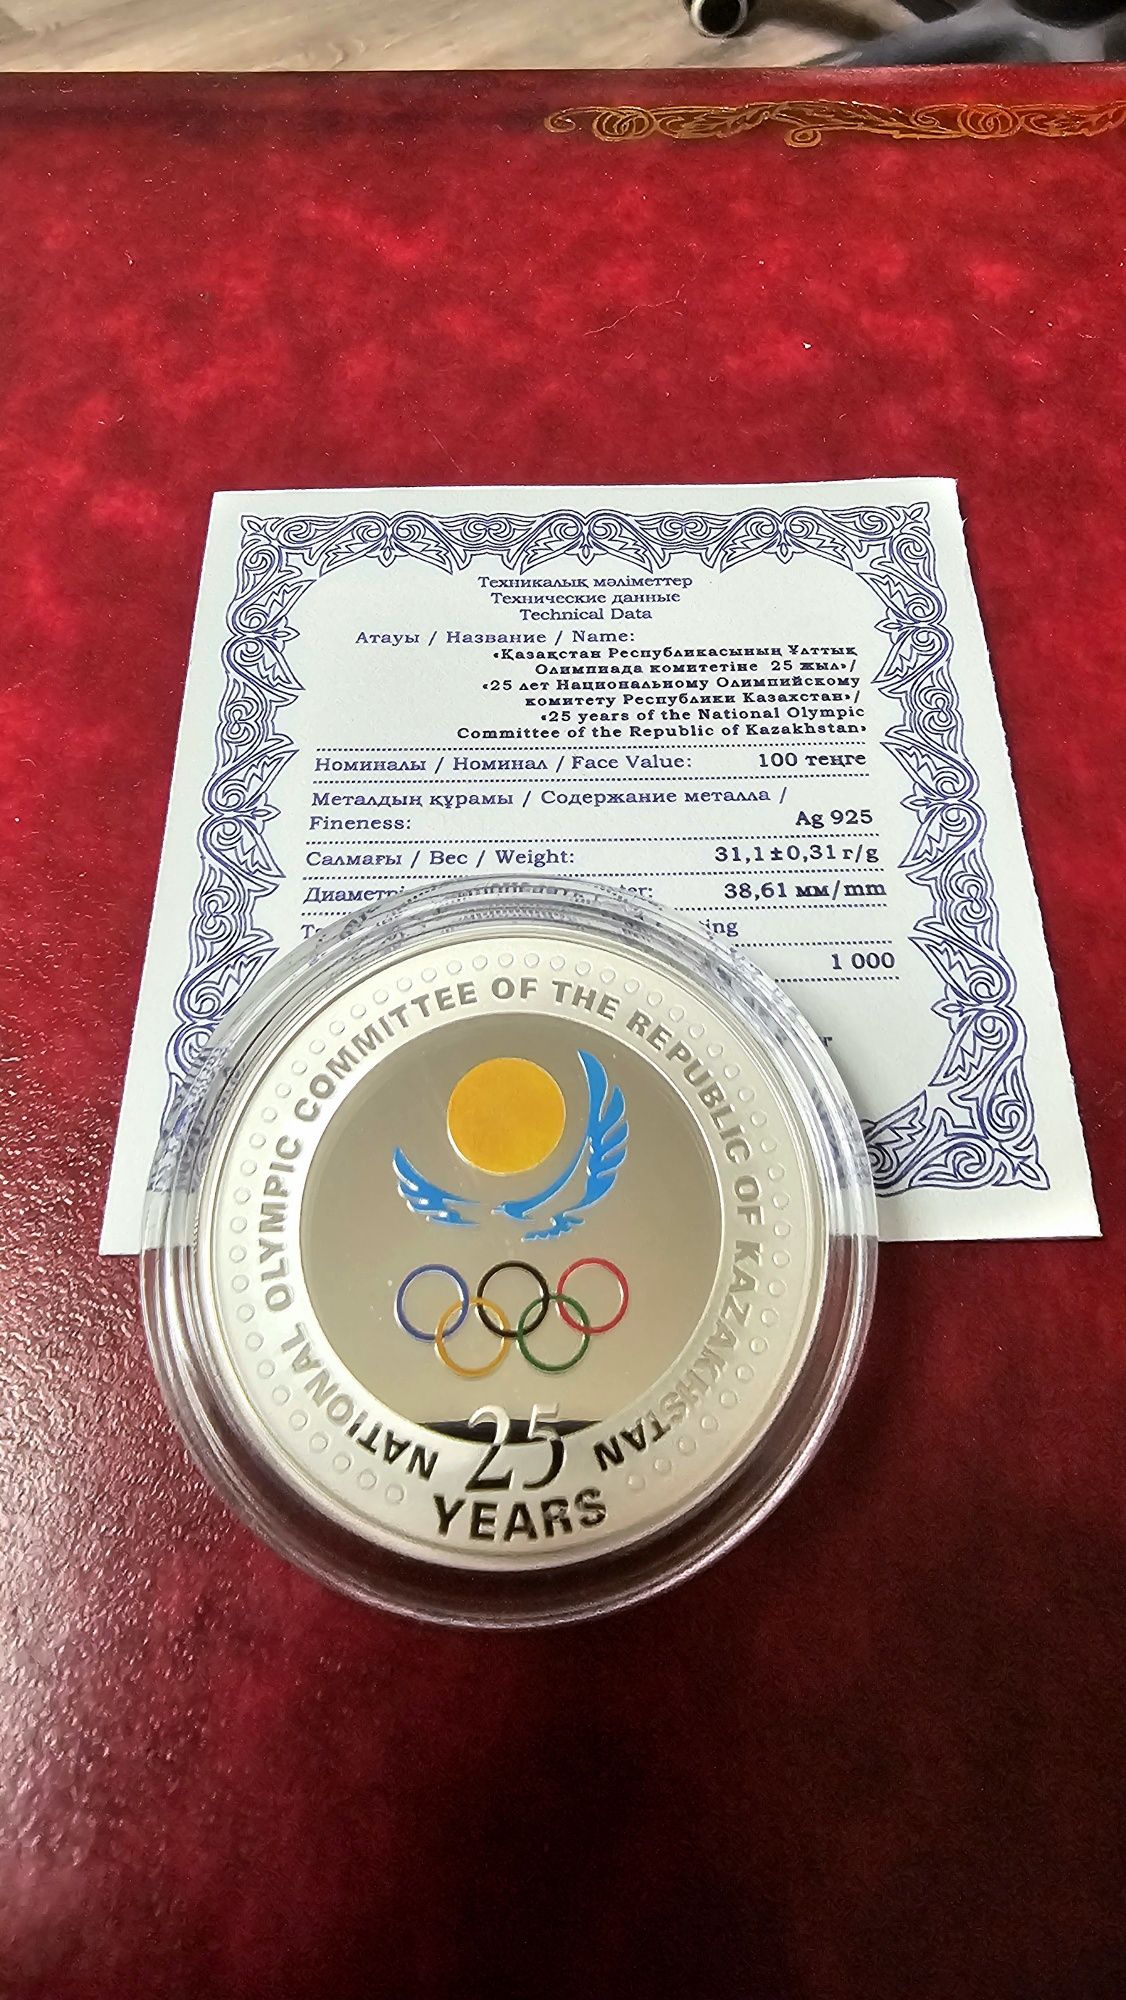 Техникалық мәліметтер
Технические данные
Technical Data
Атауы / Название / Name:
«Қазақстан Республикасының Ұлттық
Олимпиада комитетіне 25 жыл»/
«25 лет Национальному Олимпийскому
комитету Республики Казахстан»/
«25 years of the National Olympic
Committee of the Republic of Kazakhstan»
Номиналы / Номинал / Face Value: 100 теңге
Металдың құрамы / Содержание металла /
Fineness: Ag 925
Салмағы / Вес / Weight: 31,1±0,31 г/g
38,61 мм/mm
1 000
NATIONAL OLYMPIC COMMITTEE OF THE REPUBLIC OF KAZAKHSTAN
25
YEARS